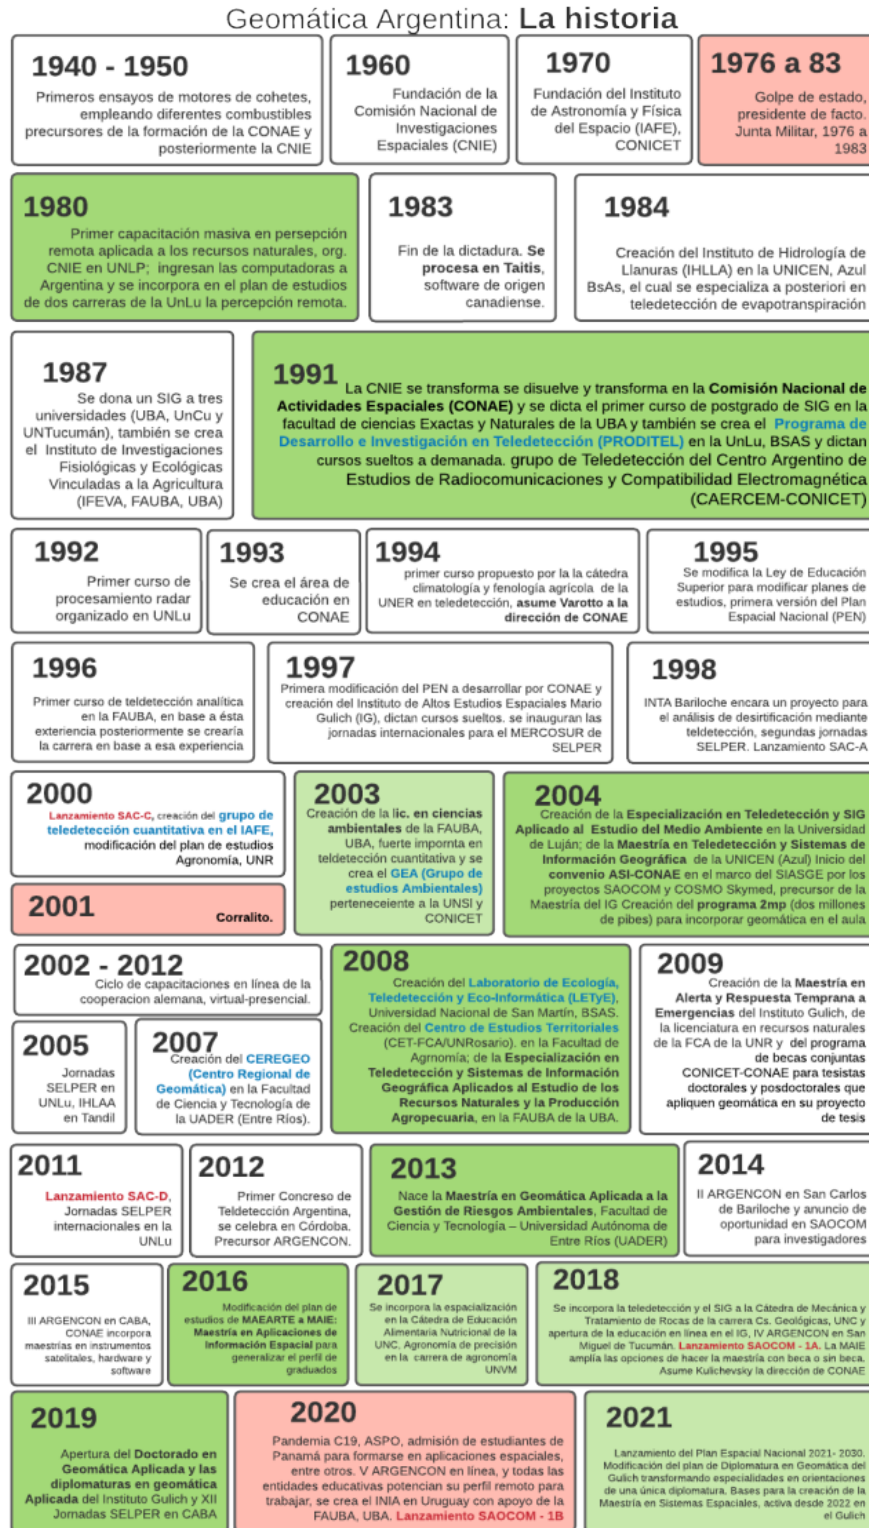 Geomática Argentina: La historia
1940 - 1950
Primeros ensayos de motores de cohetes,
empleando diferentes combustibles
precursores de la formación de la CONAE y
posteriormente la CNIE
1960
Fundación de la
Comisión Nacional de
Investigaciones
Espaciales (CNIE)
1970
Fundación del Instituto
de Astronomía y Física
del Espacio (IAFE),
CONICET
1976 a 83
Golpe de estado,
presidente de facto.
Junta Militar, 1976 a
1983
1980
Primer capacitación masiva en persepción
remota aplicada a los recursos naturales, org.
CNIE en UNLP; ingresan las computadoras a
Argentina y se incorpora en el plan de estudios
de dos carreras de la UnLu la percepción remota.
1983
Fin de la dictadura. Se
procesa en Taitis,
software de origen
canadiense.
1984
Creación del Instituto de Hidrología de
Llanuras (IHLLA) en la UNICEN, Azul
BsAs, el cual se especializa a posteriori en
teledetección de evapotranspiración
1987
Se dona un SIG a tres
universidades (UBA, UnCu y
UNTucumán), también se crea
el Instituto de Investigaciones
Fisiológicas y Ecológicas
Vinculadas a la Agricultura
(IFEVA, FAUBA, UBA)
1991
La CNIE se transforma se disuelve y transforma en la Comisión Nacional de
Actividades Espaciales (CONAE) y se dicta el primer curso de postgrado de SIG en la
facultad de ciencias Exactas y Naturales de la UBA y también se crea el Programa de
Desarrollo e Investigación en Teledetección (PRODITEL) en la UnLu, BSAS y dictan
cursos sueltos a demanada. grupo de Teledetección del Centro Argentino de
Estudios de Radiocomunicaciones y Compatibilidad Electromagnética
(CAERCEM-CONICET)
1992
Primer curso de
procesamiento radar
organizado en UNLu
1993
Se crea el área de
educación en
CONAE
1994
primer curso propuesto por la la cátedra
climatología y fenología agrícola de la
UNER en teledetección, asume Varotto a la
dirección de CONAE
1995
Se modifica la Ley de Educación
Superior para modificar planes de
estudios, primera versión del Plan
Espacial Nacional (PEN)
1996
Primer curso de teldetección analítica
en la FAUBA, en base a ésta
experiencia posteriormente se crearía
la carrera en base a esa experiencia
1997
Primera modificación del PEN a desarrollar por CONAE y
creación del Instituto de Altos Estudios Espaciales Mario
Gulich (IG), dictan cursos sueltos. se inauguran las
jornadas internacionales para el MERCOSUR de
SELPER
1998
INTA Bariloche encara un proyecto para
el análisis de desirtificación mediante
teldetección, segundas jornadas
SELPER. Lanzamiento SAC-A
2000
Lanzamiento SAC-C, creación del grupo de
teledetección cuantitativa en el IAFE,
modificación del plan de estudios
Agronomía, UNR
2001
Corralito.
2003
Creación de la lic. en ciencias
ambientales de la FAUBA,
UBA, fuerte impornta en
teldetección cuantitativa y se
crea el GEA (Grupo de
estudios Ambientales)
perteneceiente a la UNSl y
CONICET
2004
Creación de la Especialización en Teledetección y SIG
Aplicado al Estudio del Medio Ambiente en la Universidad
de Luján; de la Maestría en Teledetección y Sistemas de
Información Geográfica de la UNICEN (Azul) Inicio del
convenio ASI-CONAE en el marco del SIASGE por los
proyectos SAOCOM y COSMO Skymed, precursor de la
Maestría del IG Creación del programa 2mp (dos millones
de pibes) para incorporar geomática en el aula
2002 - 2012
Ciclo de capacitaciones en línea de la
cooperacion alemana, virtual-presencial.
2005
Jornadas
SELPER en
UNLu, IHLAA
en Tandil
2007
Creación del CEREGEO
(Centro Regional de
Geomática) en la Facultad
de Ciencia y Tecnología de
la UADER (Entre Ríos).
2008
Creación del Laboratorio de Ecología,
Teledetección y Eco-Informática (LETyE),
Universidad Nacional de San Martín, BSAS.
Creación del Centro de Estudios Territoriales
(CET-FCA/UNRosario). en la Facultad de
Agrnomía; de la Especialización en
Teledetección y Sistemas de Información
Geográfica Aplicados al Estudio de los
Recursos Naturales y la Producción
Agropecuaria, en la FAUBA de la UBA.
2009
Creación de la Maestría en
Alerta y Respuesta Temprana a
Emergencias del Instituto Gulich, de
la licenciatura en recursos naturales
de la FCA de la UNR y del programa
de becas conjuntas
CONICET-CONAE para tesistas
doctorales y posdoctorales que
apliquen geomática en su proyecto
de tesis
2011
Lanzamiento SAC-D,
Jornadas SELPER
internacionales en la
UNLu
2012
Primer Concreso de
Teldetección Argentina,
se celebra en Córdoba.
Precursor ARGENCON.
2013
Nace la Maestría en Geomática Aplicada a la
Gestión de Riesgos Ambientales, Facultad de
Ciencia y Tecnología – Universidad Autónoma de
Entre Ríos (UADER)
2014
II ARGENCON en San Carlos
de Bariloche y anuncio de
oportunidad en SAOCOM
para investigadores
2015
III ARGENCON en CABA,
CONAE incorpora
maestrías en instrumentos
satelitales, hardware y
software
2016
Modificación del plan de
estudios de MAEARTE a MAIE:
Maestría en Aplicaciones de
Información Espacial para
generalizar el perfil de
graduados
2017
Se incorpora la espacialización
en la Cátedra de Educación
Alimentaria Nutricional de la
UNC. Agronomía de precisión
en la carrera de agronomía
UNVM
2018
Se incorpora la teledetección y el SIG a la Cátedra de Mecánica y
Tratamiento de Rocas de la carrera Cs. Geológicas, UNC y
apertura de la educación en línea en el IG, IV ARGENCON en San
Miguel de Tucumán. Lanzamiento SAOCOM - 1A. La MAIE
amplía las opciones de hacer la maestría con beca o sin beca.
Asume Kulichevsky la dirección de CONAE
2019
Apertura del Doctorado en
Geomática Aplicada y las
diplomaturas en geomática
Aplicada del Instituto Gulich y XII
Jornadas SELPER en CABA
2020
Pandemia C19, ASPO, admisión de estudiantes de
Panamá para formarse en aplicaciones espaciales,
entre otros. V ARGENCON en línea, y todas las
entidades educativas potencian su perfil remoto para
trabajar, se crea el INIA en Uruguay con apoyo de la
FAUBA, UBA. Lanzamiento SAOCOM - 1B
2021
Lanzamiento del Plan Espacial Nacional 2021- 2030.
Modificación del plan de Diplomatura en Geomática del
Gulich transformando especialidades en orientaciones
de una única diplomatura. Bases para la creación de la
Maestría en Sistemas Espaciales, activa desde 2022 en
el Gulich